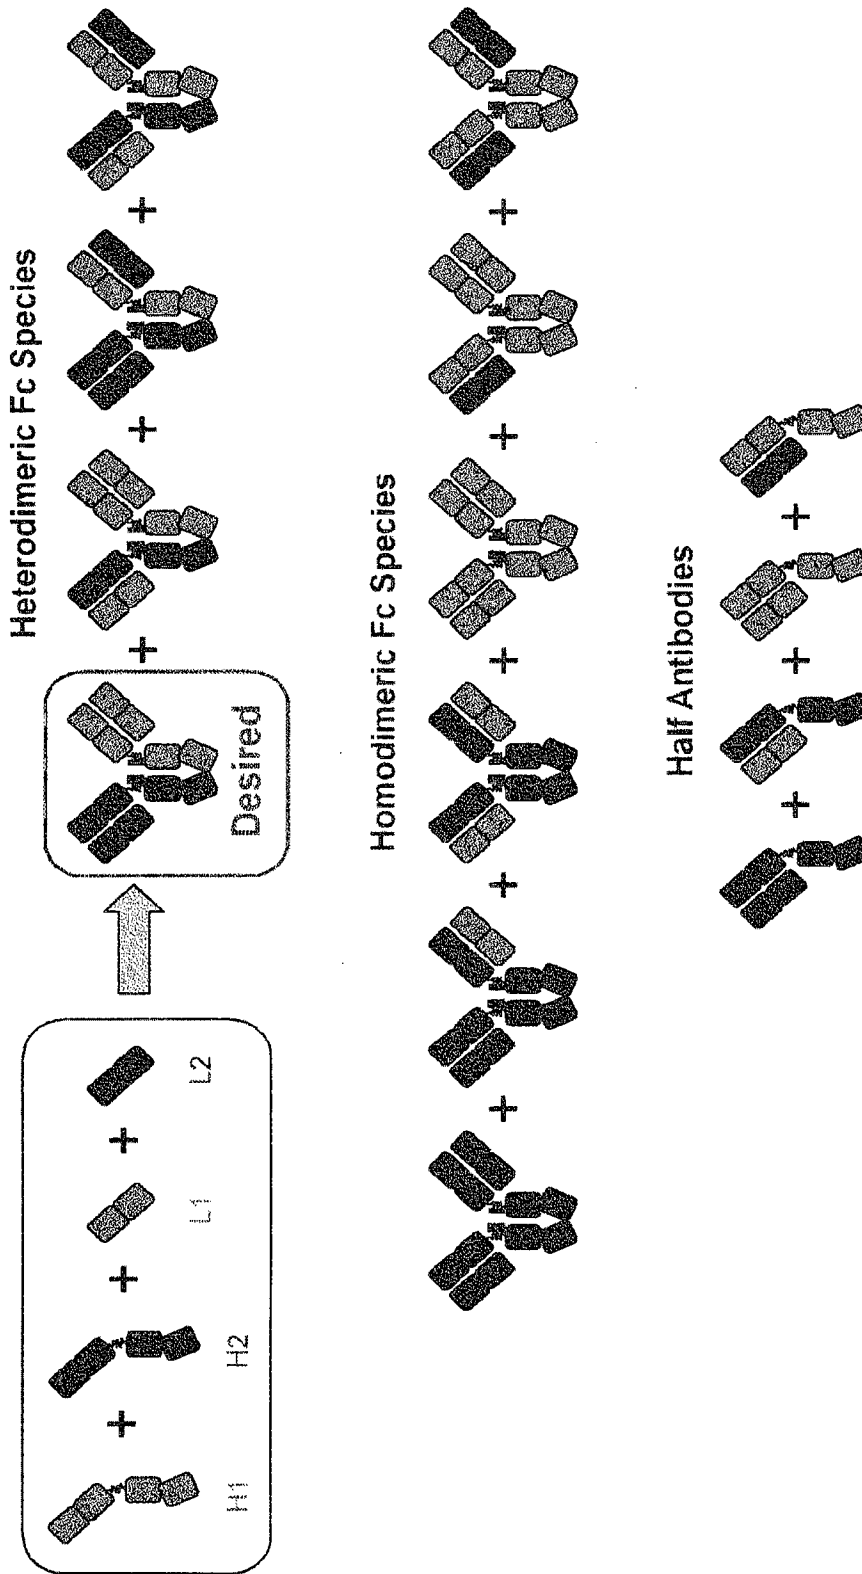 H1 + H2 + L1 + L2
Heterodimeric Fc Species
Desired
+ + +
Homodimeric Fc Species
+ + + + +
Half Antibodies
+ + +